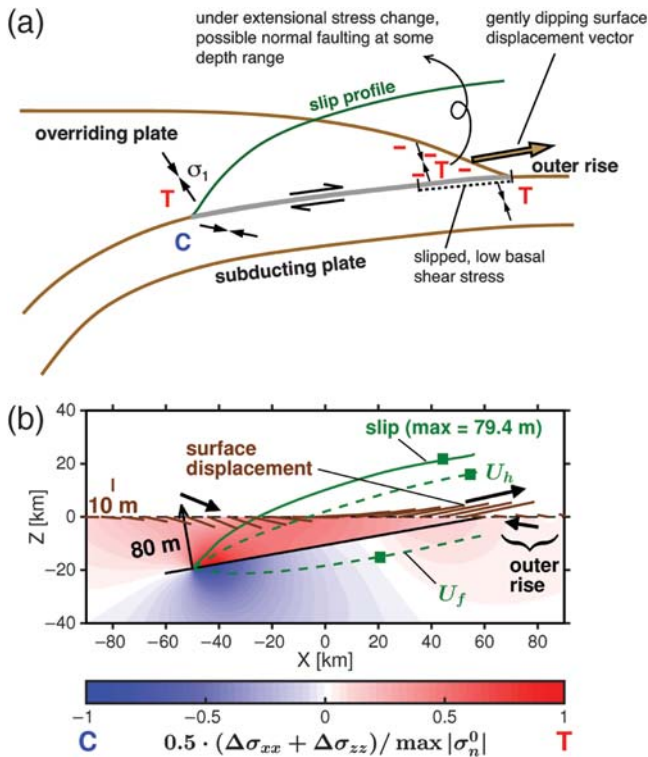 (a)
under extensional stress change,
possible normal faulting at some
depth range
gently dipping surface
displacement vector
slip profile
overriding plate
σ1
T
C
T
T
outer rise
subducting plate
slipped, low basal
shear stress
(b)
slip (max = 79.4 m)
surface
displacement
Uh
10 m
80 m
Uf
outer
rise
Z [km]
40
20
0
−20
−40
−80 −60 −40 −20 0 20 40 60 80
X [km]
−1 −0.5 0 0.5 1
C 0.5 · (Δσxx + Δσzz)/ max |σn0| T